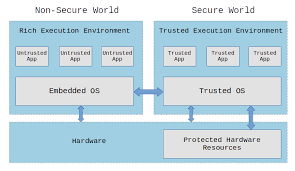 Non-Secure World
Secure World
Rich Execution Environment
Trusted Execution Environment
Untrusted
App
Untrusted
App
Untrusted
App
Trusted
App
Trusted
App
Trusted
App
Embedded OS
Trusted OS
Hardware
Protected Hardware
Resources